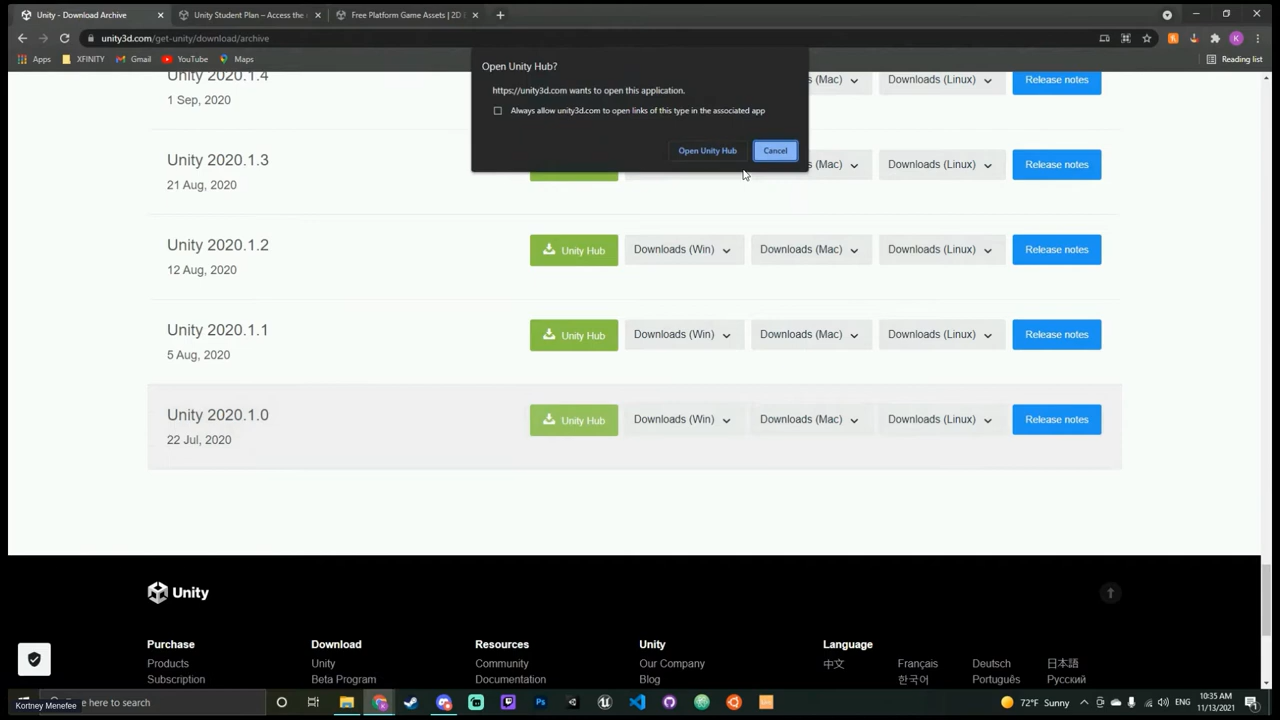 Unity - Download Archive
Unity Student Plan – Access the
Free Platform Game Assets | 2D
unity3d.com/get-unity/download/archive
Apps
XFINITY
Gmail
YouTube
Maps
Reading list
Open Unity Hub?
https://unity3d.com wants to open this application.
Always allow unity3d.com to open links of this type in the associated app
Open Unity Hub
Cancel
Unity 2020.1.4
1 Sep, 2020
(Mac)
Downloads (Linux)
Release notes
Unity 2020.1.3
21 Aug, 2020
(Mac)
Downloads (Linux)
Release notes
Unity 2020.1.2
12 Aug, 2020
Unity Hub
Downloads (Win)
Downloads (Mac)
Downloads (Linux)
Release notes
Unity 2020.1.1
5 Aug, 2020
Unity Hub
Downloads (Win)
Downloads (Mac)
Downloads (Linux)
Release notes
Unity 2020.1.0
22 Jul, 2020
Unity Hub
Downloads (Win)
Downloads (Mac)
Downloads (Linux)
Release notes
Unity
Purchase
Products
Subscription
Download
Unity
Beta Program
Resources
Community
Documentation
Unity
Our Company
Blog
Language
中文
Français
Deutsch
日本語
한국어
Português
Русский
Kortney Menefee
to search
72°F Sunny
ENG
10:35 AM
11/13/2021